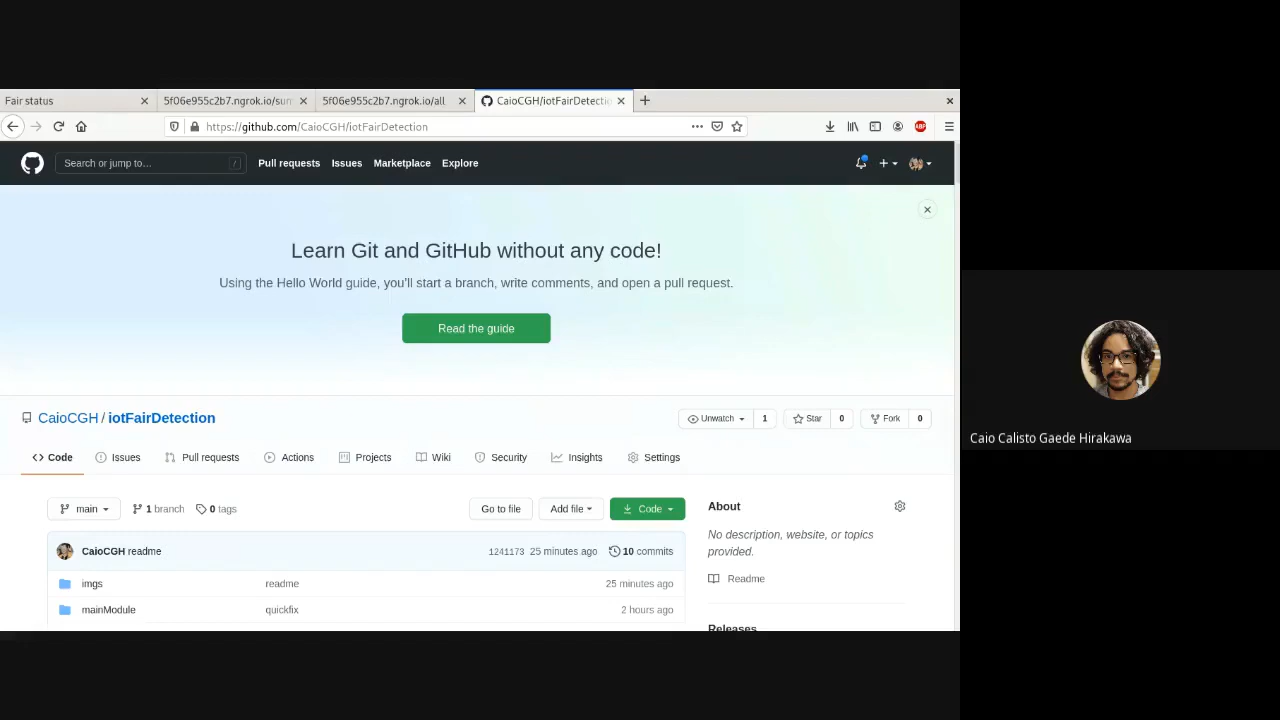 Fair status
5f06e955c2b7.ngrok.io/sum
5f06e955c2b7.ngrok.io/all
CaioCGH/iotFairDetectio
https://github.com/CaioCGH/iotFairDetection
ABP
Search or jump to…
/
Pull requests
Issues
Marketplace
Explore
Learn Git and GitHub without any code!
Using the Hello World guide, you’ll start a branch, write comments, and open a pull request.
Read the guide
CaioCGH / iotFairDetection
Unwatch 1
Star 0
Fork 0
Code
Issues
Pull requests
Actions
Projects
Wiki
Security
Insights
Settings
main
1 branch
0 tags
Go to file
Add file
Code
About
No description, website, or topics
provided.
Readme
CaioCGH readme
1241173 25 minutes ago
10 commits
imgs readme 25 minutes ago
mainModule quickfix 2 hours ago
Releases
Caio Calisto Gaede Hirakawa